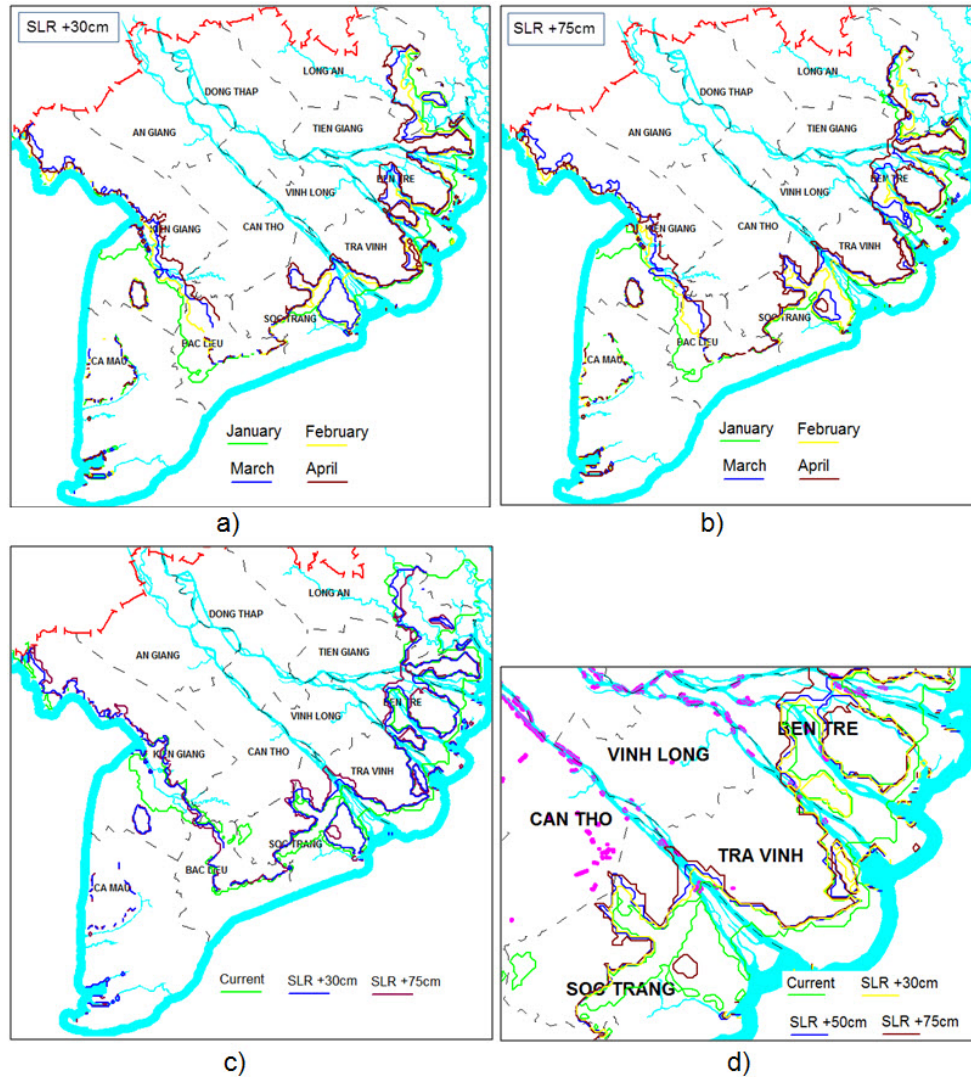 SLR +30cm
LONG AN
DONG THAP
AN GIANG
TIEN GIANG
BEN TRE
VINH LONG
KIEN GIANG
CAN THO
TRA VINH
SOC TRANG
BAC LIEU
CA MAU
January February
March April
a)
SLR +75cm
LONG AN
DONG THAP
AN GIANG
TIEN GIANG
BEN TRE
VINH LONG
KIEN GIANG
CAN THO
TRA VINH
SOC TRANG
BAC LIEU
CA MAU
January February
March April
b)
LONG AN
DONG THAP
AN GIANG
TIEN GIANG
BEN TRE
VINH LONG
KIEN GIANG
CAN THO
TRA VINH
SOC TRANG
BAC LIEU
CA MAU
Current SLR +30cm SLR +75cm
c)
BEN TRE
VINH LONG
CAN THO
TRA VINH
SOC TRANG
Current SLR +30cm
SLR +50cm SLR +75cm
d)